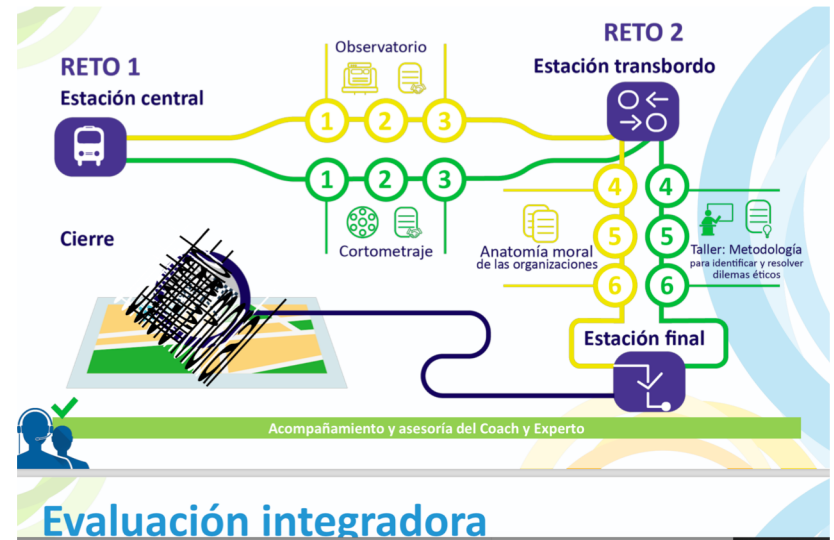 RETO 1
Estación central
Observatorio
1 2 3
RETO 2
Estación transbordo
1 2 3
Cortometraje
4
5
6
Anatomía moral
de las organizaciones
4
5
6
Taller: Metodología
para identificar y resolver
dilemas éticos
Cierre
Estación final
Acompañamiento y asesoría del Coach y Experto
Evaluación integradora